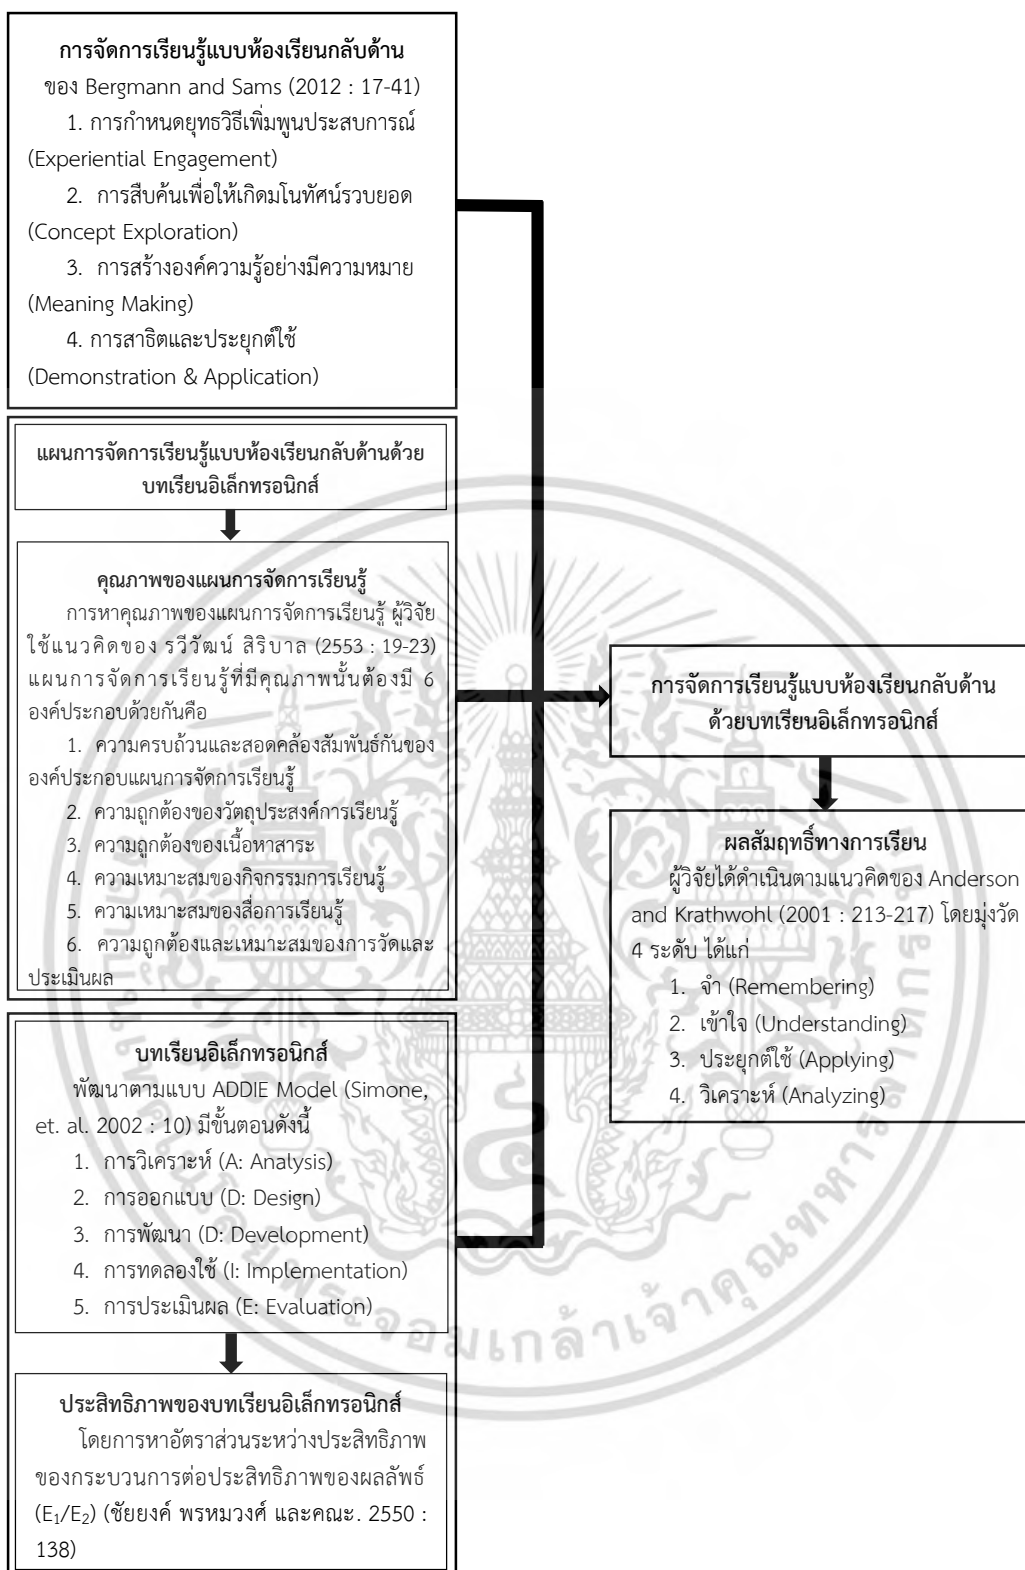 การจัดการเรียนรู้แบบห้องเรียนกลับด้าน
ของ Bergmann and Sams (2012 : 17-41)
1. การกำหนดยุทธวิธีเพิ่มพูนประสบการณ์
(Experiential Engagement)
2. การสืบค้นเพื่อให้เกิดมโนทัศน์รวบยอด
(Concept Exploration)
3. การสร้างองค์ความรู้อย่างมีความหมาย
(Meaning Making)
4. การสาธิตและประยุกต์ใช้
(Demonstration & Application)
แผนการจัดการเรียนรู้แบบห้องเรียนกลับด้านด้วย
บทเรียนอิเล็กทรอนิกส์
คุณภาพของแผนการจัดการเรียนรู้
การหาคุณภาพของแผนการจัดการเรียนรู้ ผู้วิจัย
ใช้แนวคิดของ รวีวัฒน์ สิริบาล (2553 : 19-23)
แผนการจัดการเรียนรู้ที่มีคุณภาพนั้นต้องมี 6
องค์ประกอบด้วยกันคือ
1. ความครบถ้วนและสอดคล้องสัมพันธ์กันของ
องค์ประกอบแผนการจัดการเรียนรู้
2. ความถูกต้องของวัตถุประสงค์การเรียนรู้
3. ความถูกต้องของเนื้อหาสาระ
4. ความเหมาะสมของกิจกรรมการเรียนรู้
5. ความเหมาะสมของสื่อการเรียนรู้
6. ความถูกต้องและเหมาะสมของการวัดและ
ประเมินผล
บทเรียนอิเล็กทรอนิกส์
พัฒนาตามแบบ ADDIE Model (Simone,
et. al. 2002 : 10) มีขั้นตอนดังนี้
1. การวิเคราะห์ (A: Analysis)
2. การออกแบบ (D: Design)
3. การพัฒนา (D: Development)
4. การทดลองใช้ (I: Implementation)
5. การประเมินผล (E: Evaluation)
ประสิทธิภาพของบทเรียนอิเล็กทรอนิกส์
โดยการหาอัตราส่วนระหว่างประสิทธิภาพ
ของกระบวนการต่อประสิทธิภาพของผลลัพธ์
(E₁/E₂) (ชัยยงค์ พรหมวงศ์ และคณะ. 2550 :
138)
การจัดการเรียนรู้แบบห้องเรียนกลับด้าน
ด้วยบทเรียนอิเล็กทรอนิกส์
ผลสัมฤทธิ์ทางการเรียน
ผู้วิจัยได้ดำเนินตามแนวคิดของ Anderson
and Krathwohl (2001 : 213-217) โดยมุ่งวัด
4 ระดับ ได้แก่
1. จำ (Remembering)
2. เข้าใจ (Understanding)
3. ประยุกต์ใช้ (Applying)
4. วิเคราะห์ (Analyzing)